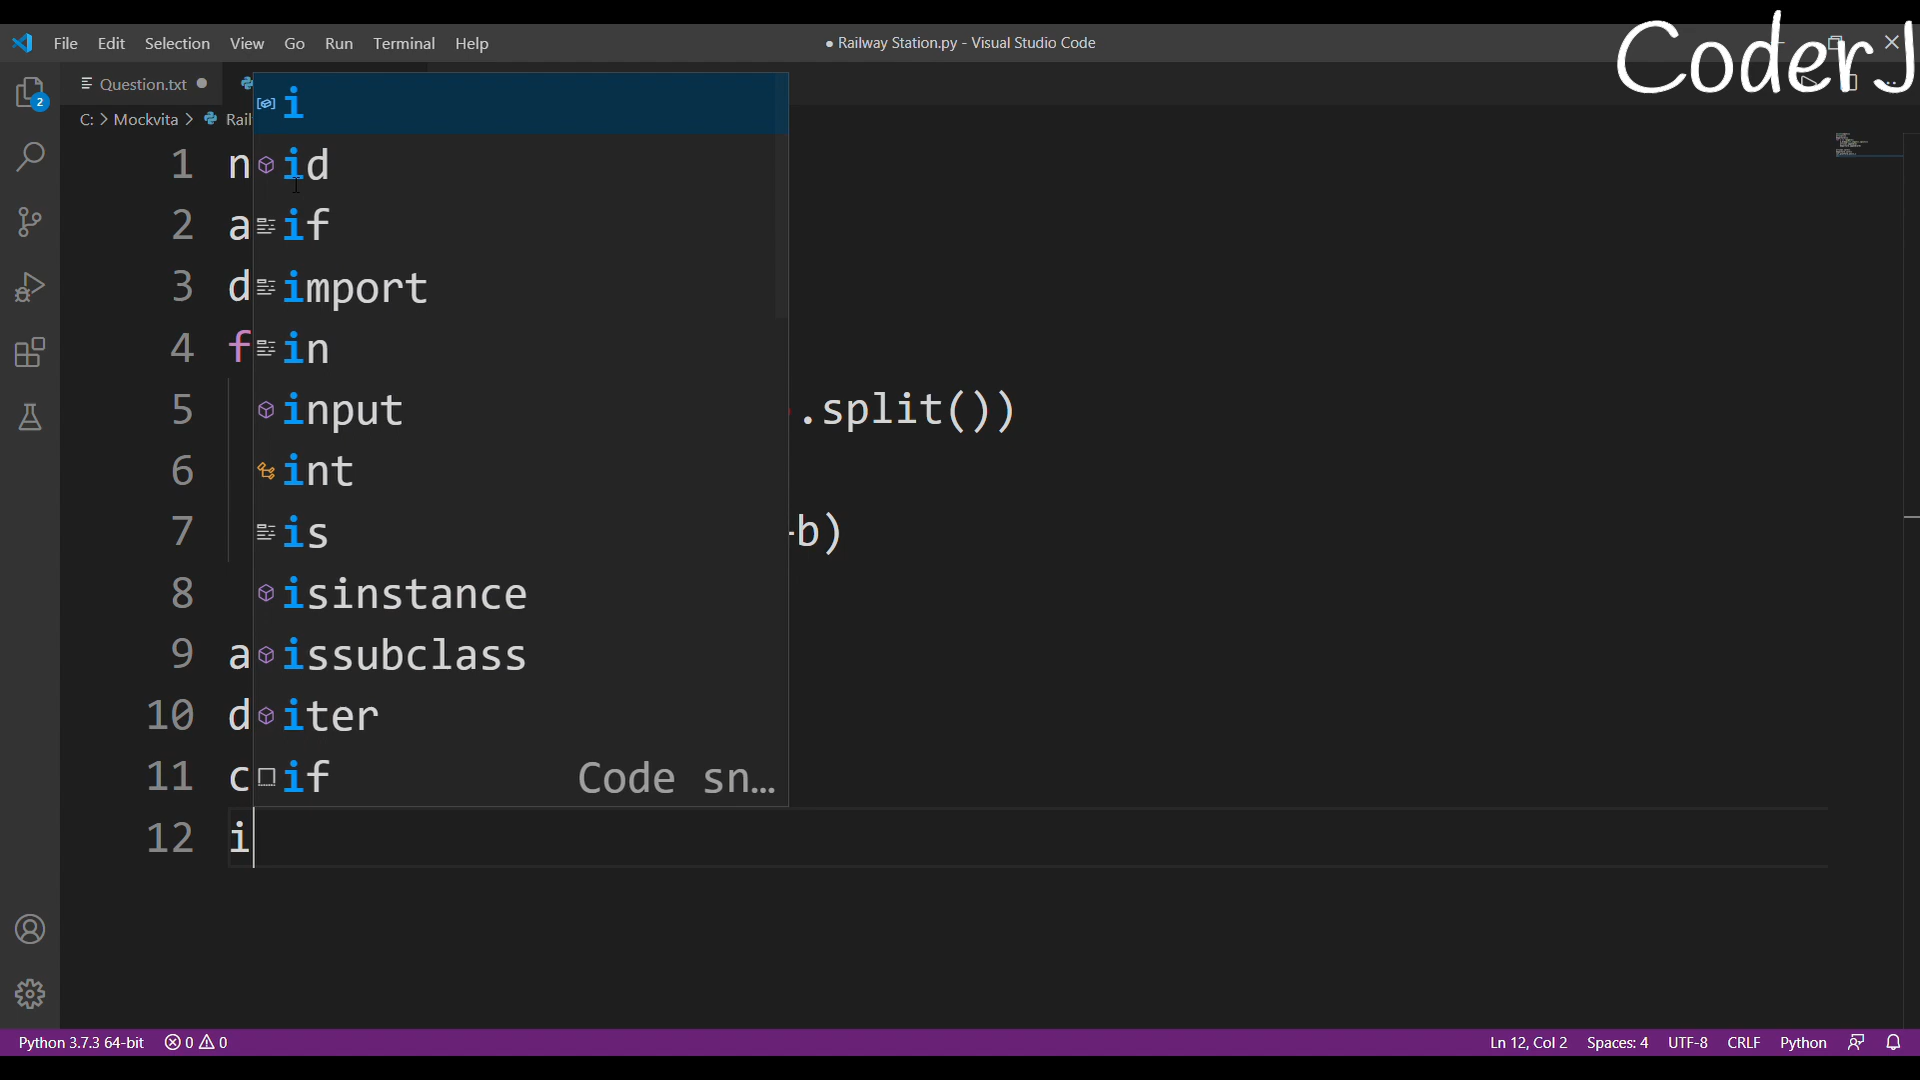 File Edit Selection View Go Run Terminal Help
● Railway Station.py - Visual Studio Code
CoderJ
Question.txt
C: > Mockvita > Rail
2
1 n
2 a
3 d
4 f
5 .split())
6
7 b)
8
9 a
10 d
11 c
12 i
i
id
if
import
in
input
int
is
isinstance
issubclass
iter
if Code sn…
Python 3.7.3 64-bit 0 0
Ln 12, Col 2 Spaces: 4 UTF-8 CRLF Python